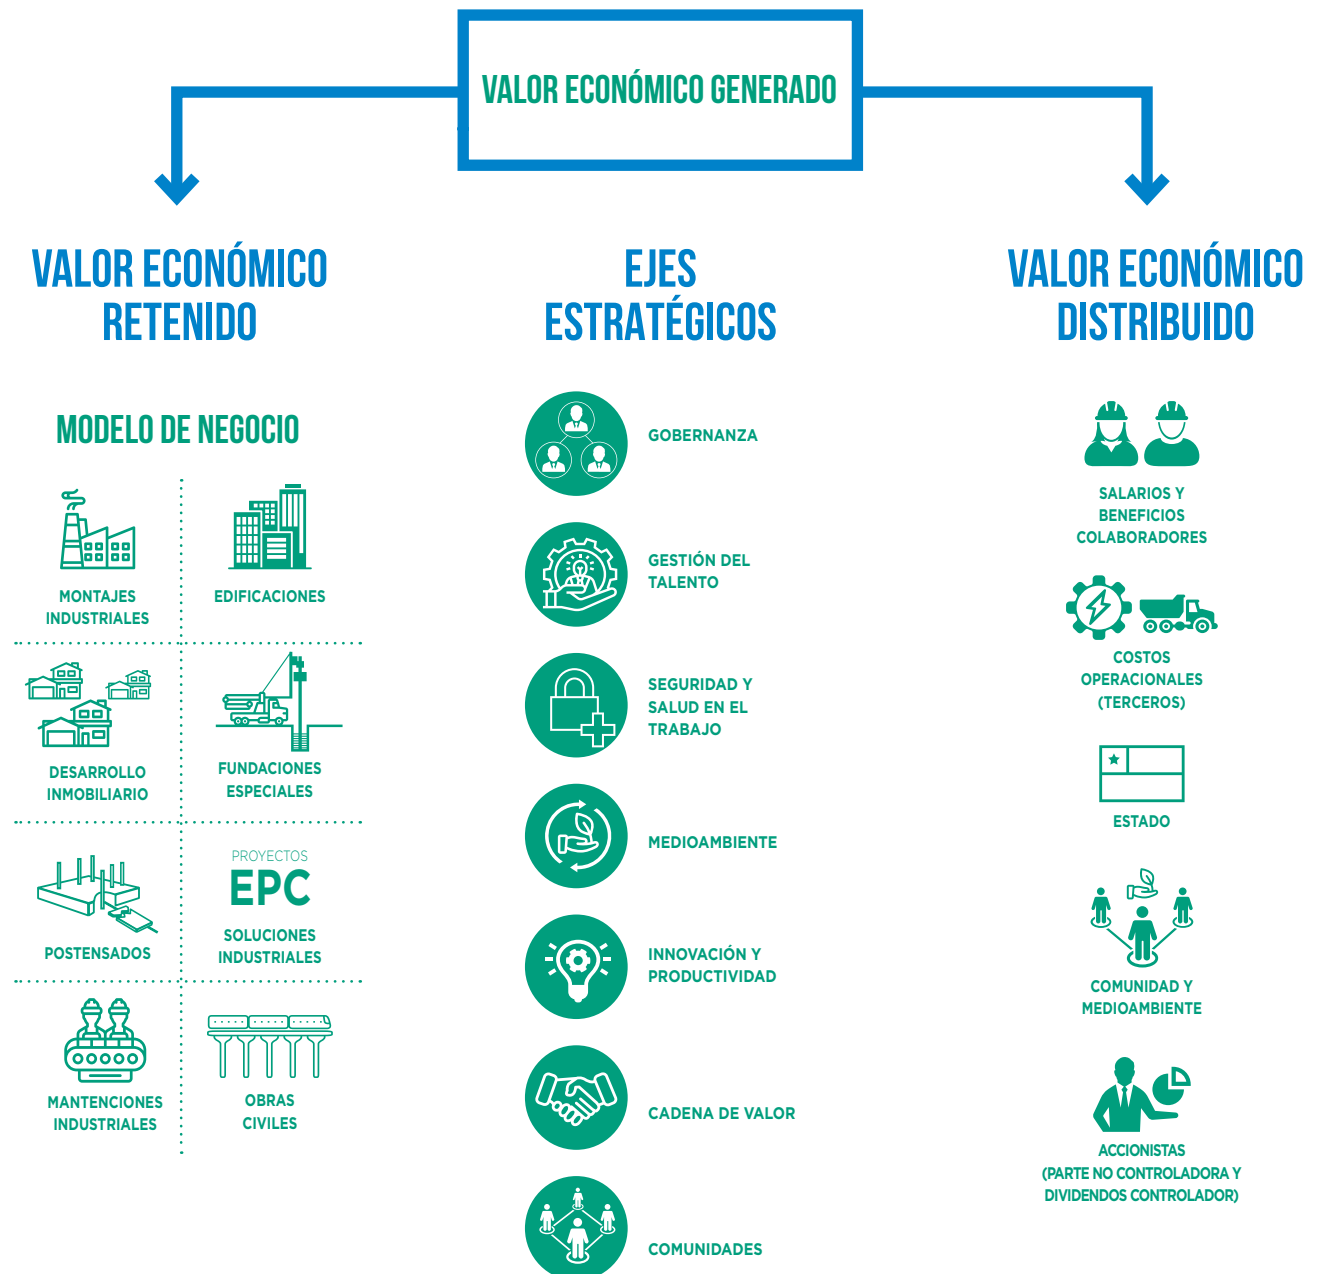 VALOR ECONÓMICO GENERADO
VALOR ECONÓMICO
RETENIDO
MODELO DE NEGOCIO
MONTAJES
INDUSTRIALES
EDIFICACIONES
DESARROLLO
INMOBILIARIO
FUNDACIONES
ESPECIALES
POSTENSADOS
PROYECTOS
EPC
SOLUCIONES
INDUSTRIALES
MANTENCIONES
INDUSTRIALES
OBRAS
CIVILES
EJES
ESTRATÉGICOS
GOBERNANZA
GESTIÓN DEL
TALENTO
SEGURIDAD Y
SALUD EN EL
TRABAJO
MEDIOAMBIENTE
INNOVACIÓN Y
PRODUCTIVIDAD
CADENA DE VALOR
COMUNIDADES
VALOR ECONÓMICO
DISTRIBUIDO
SALARIOS Y
BENEFICIOS
COLABORADORES
COSTOS
OPERACIONALES
(TERCEROS)
ESTADO
COMUNIDAD Y
MEDIOAMBIENTE
ACCIONISTAS
(PARTE NO CONTROLADORA Y
DIVIDENDOS CONTROLADOR)